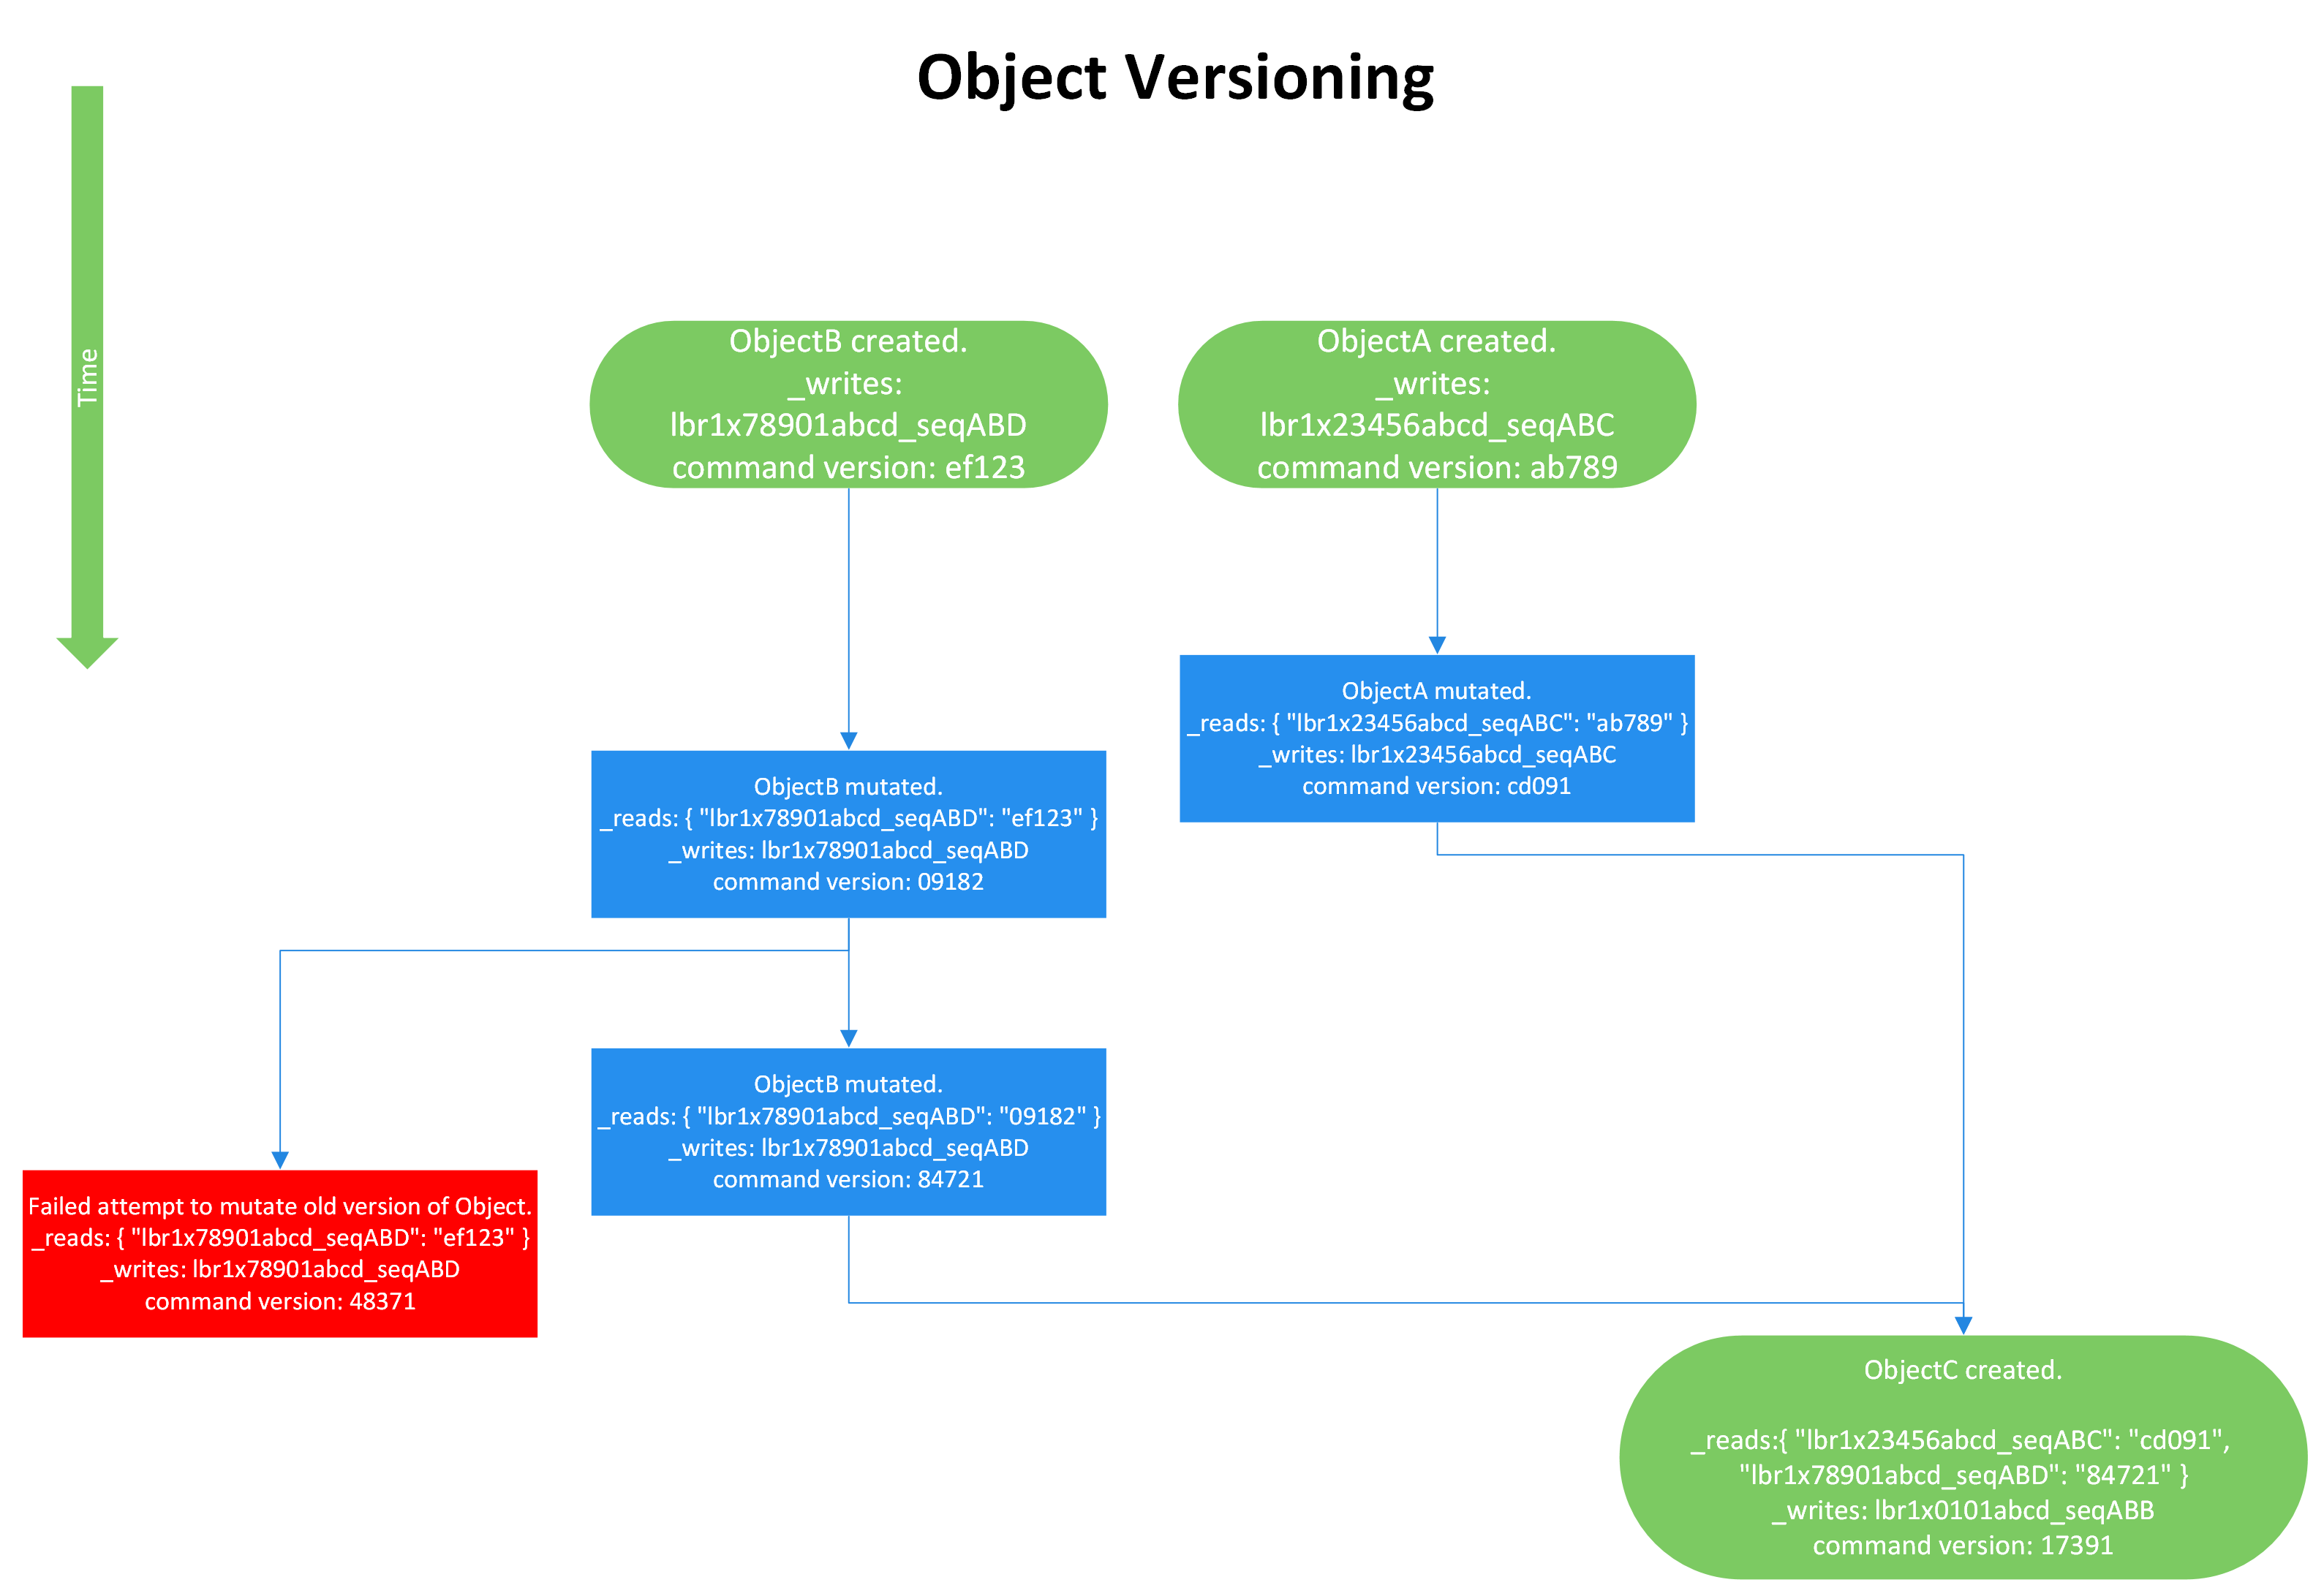 Object Versioning
Time
ObjectB created.
_writes:
lbr1x78901abcd_seqABD
command version: ef123
ObjectA created.
_writes:
lbr1x23456abcd_seqABC
command version: ab789
ObjectA mutated.
_reads: { "lbr1x23456abcd_seqABC": "ab789" }
_writes: lbr1x23456abcd_seqABC
command version: cd091
ObjectB mutated.
_reads: { "lbr1x78901abcd_seqABD": "ef123" }
_writes: lbr1x78901abcd_seqABD
command version: 09182
ObjectB mutated.
_reads: { "lbr1x78901abcd_seqABD": "09182" }
_writes: lbr1x78901abcd_seqABD
command version: 84721
Failed attempt to mutate old version of Object.
_reads: { "lbr1x78901abcd_seqABD": "ef123" }
_writes: lbr1x78901abcd_seqABD
command version: 48371
ObjectC created.
_reads:{ "lbr1x23456abcd_seqABC": "cd091",
"lbr1x78901abcd_seqABD": "84721" }
_writes: lbr1x0101abcd_seqABB
command version: 17391